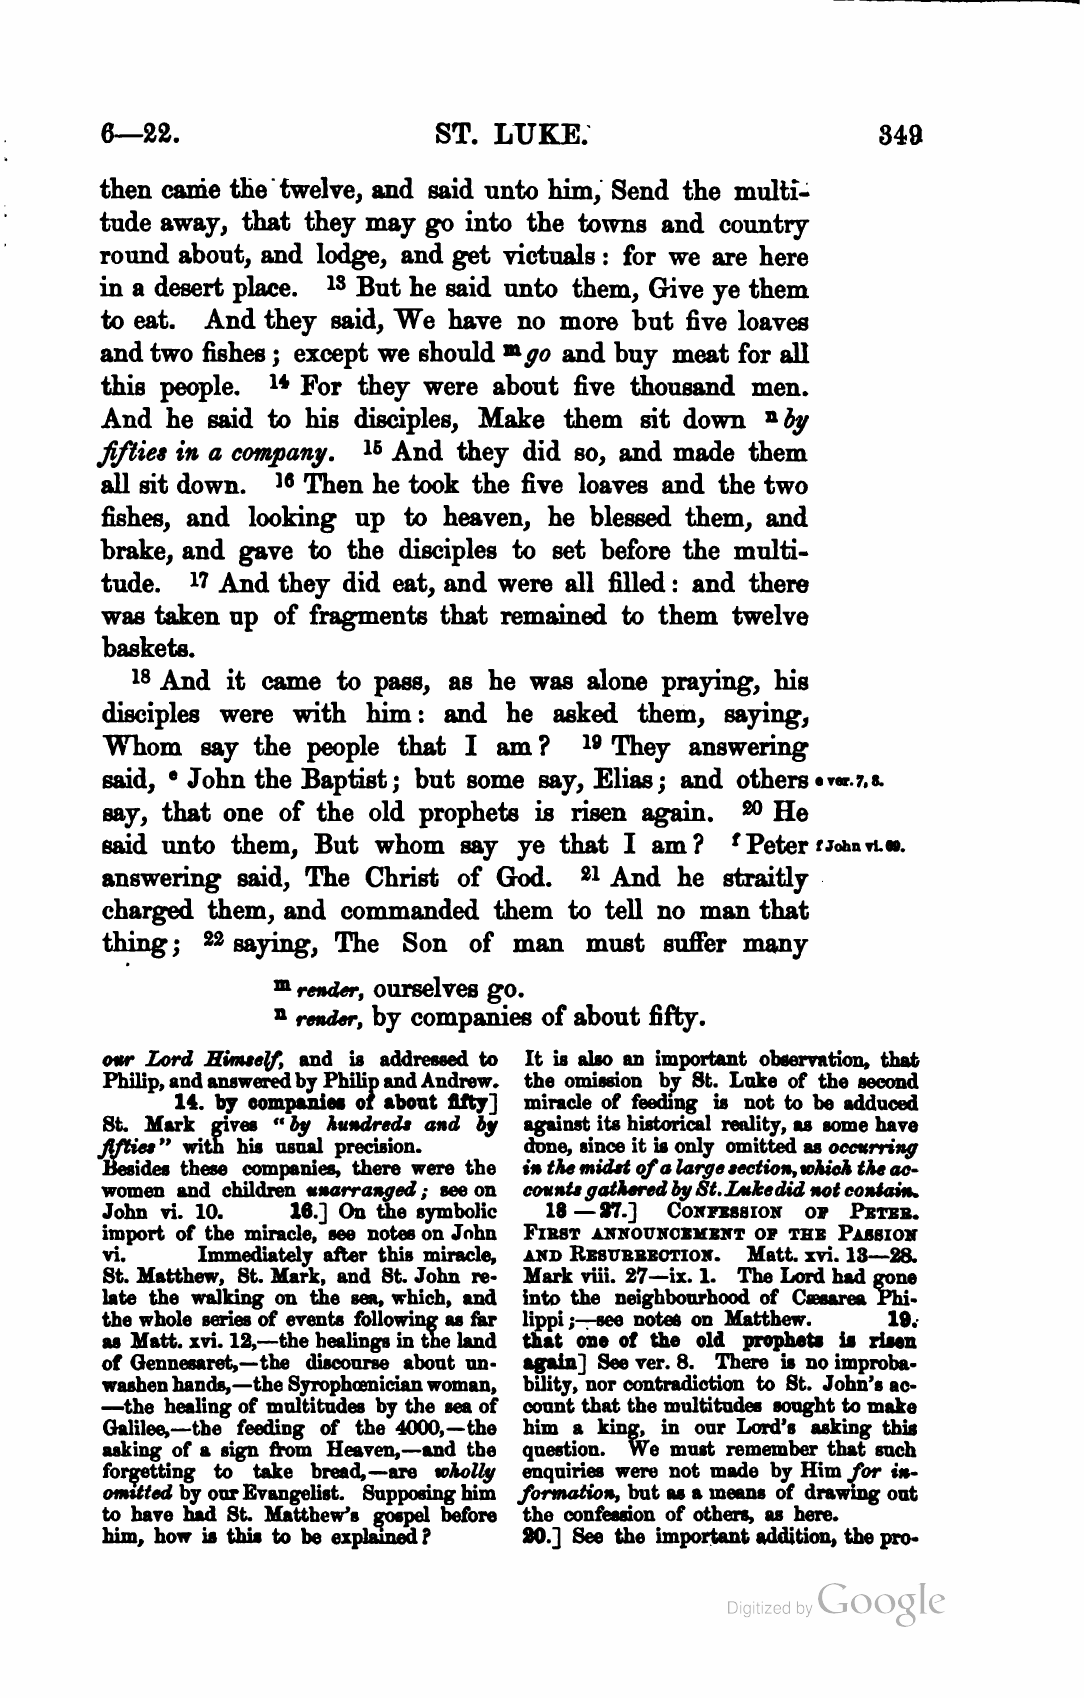 6—22. ST. LUKE. 349
then came the twelve, and said unto him, Send the multi-
tude away, that they may go into the towns and country
round about, and lodge, and get victuals : for we are here
in a desert place. 13 But he said unto them, Give ye them
to eat. And they said, We have no more but five loaves
and two fishes ; except we should m go and buy meat for all
this people. 14 For they were about five thousand men.
And he said to his disciples, Make them sit down n by
fifties in a company. 15 And they did so, and made them
all sit down. 16 Then he took the five loaves and the two
fishes, and looking up to heaven, he blessed them, and
brake, and gave to the disciples to set before the multi-
tude. 17 And they did eat, and were all filled : and there
was taken up of fragments that remained to them twelve
baskets.
18 And it came to pass, as he was alone praying, his
disciples were with him : and he asked them, saying,
Whom say the people that I am ? 19 They answering
said, e John the Baptist ; but some say, Elias ; and others e ver. 7, 8.
say, that one of the old prophets is risen again. 20 He
said unto them, But whom say ye that I am ? f Peter f John vi. 69.
answering said, The Christ of God. 21 And he straitly
charged them, and commanded them to tell no man that
thing ; 22 saying, The Son of man must suffer many
m render, ourselves go.
n render, by companies of about fifty.
our Lord Himself, and is addressed to
Philip, and answered by Philip and Andrew.
14. by companies of about fifty]
St. Mark gives “by hundreds and by
fifties” with his usual precision.
Besides these companies, there were the
women and children unarranged ; see on
John vi. 10. 16.] On the symbolic
import of the miracle, see notes on John
vi. Immediately after this miracle,
St. Matthew, St. Mark, and St. John re-
late the walking on the sea, which, and
the whole series of events following as far
as Matt. xvi. 12,—the healings in the land
of Gennesaret,—the discourse about un-
washen hands,—the Syrophœnician woman,
—the healing of multitudes by the sea of
Galilee,—the feeding of the 4000,—the
asking of a sign from Heaven,—and the
forgetting to take bread,—are wholly
omitted by our Evangelist. Supposing him
to have had St. Matthew's gospel before
him, how is this to be explained ?
It is also an important observation, that
the omission by St. Luke of the second
miracle of feeding is not to be adduced
against its historical reality, as some have
done, since it is only omitted as occurring
in the midst of a large section, which the ac-
counts gathered by St. Luke did not contain.
18—27.] CONFESSION OF PETER.
FIRST ANNOUNCEMENT OF THE PASSION
AND RESURRECTION. Matt. xvi. 13—28.
Mark viii. 27—ix. 1. The Lord had gone
into the neighbourhood of Cæsarea Phi-
lippi ;—see notes on Matthew. 19.
that one of the old prophets is risen
again] See ver. 8. There is no improba-
bility, nor contradiction to St. John's ac-
count that the multitudes sought to make
him a king, in our Lord's asking this
question. We must remember that such
enquiries were not made by Him for in-
formation, but as a means of drawing out
the confession of others, as here.
20.] See the important addition, the pro-
Digitized by Google